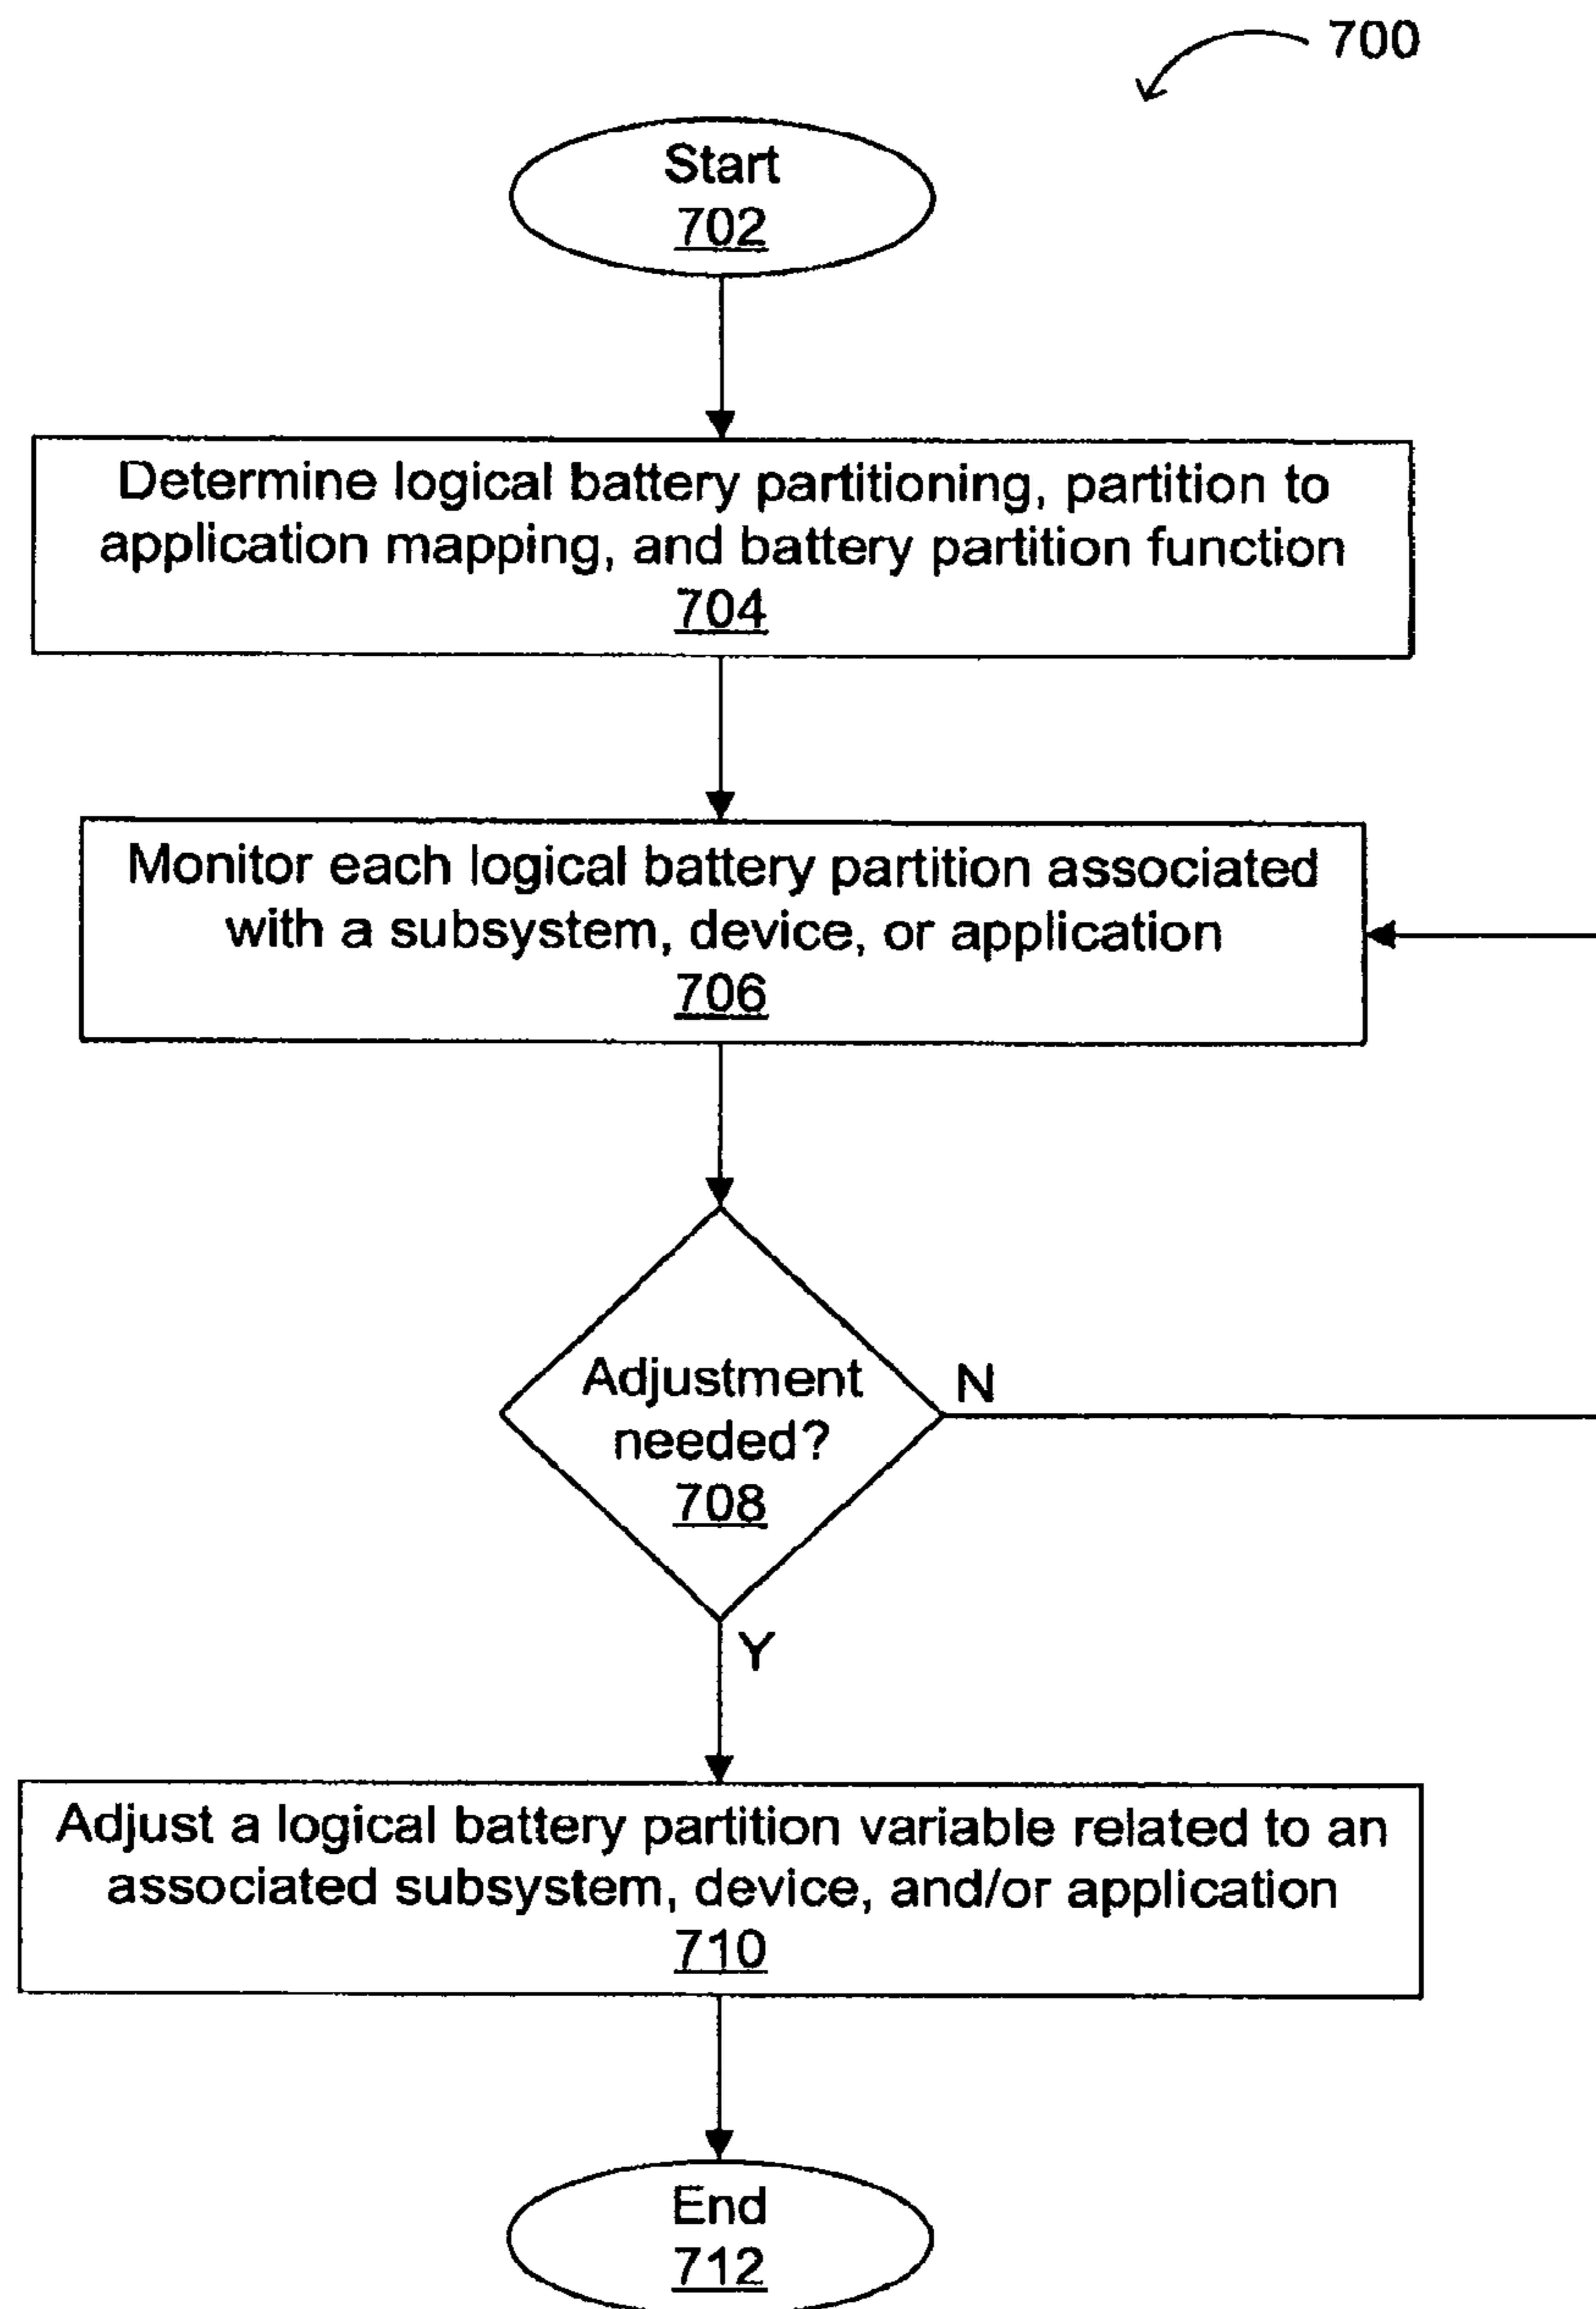 700
Start
702
Determine logical battery partitioning, partition to
application mapping, and battery partition function
704
Monitor each logical battery partition associated
with a subsystem, device, or application
706
Adjustment
needed?
708
N
Y
Adjust a logical battery partition variable related to an
associated subsystem, device, and/or application
710
End
712